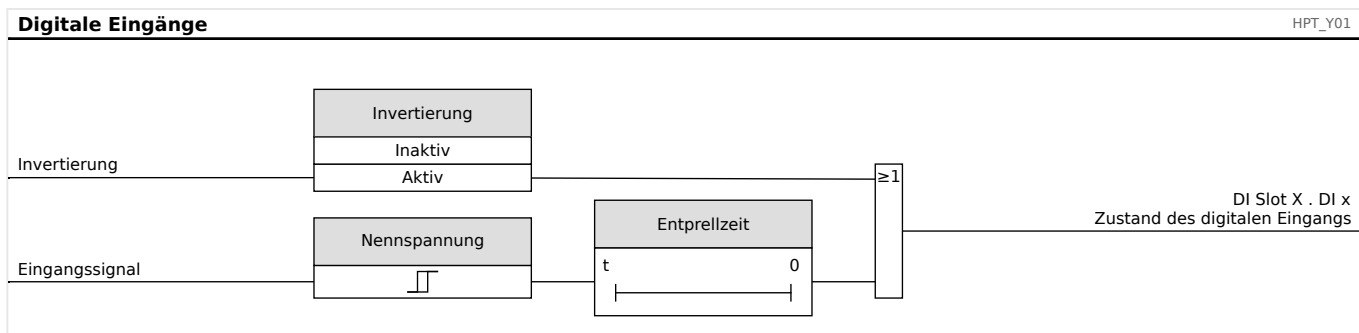 Digitale Eingänge
HPT_Y01
Invertierung
Inaktiv
Invertierung
Aktiv
≥1
DI Slot X . DI x
Zustand des digitalen Eingangs
Nennspannung
Entprellzeit
Eingangssignal
t 0